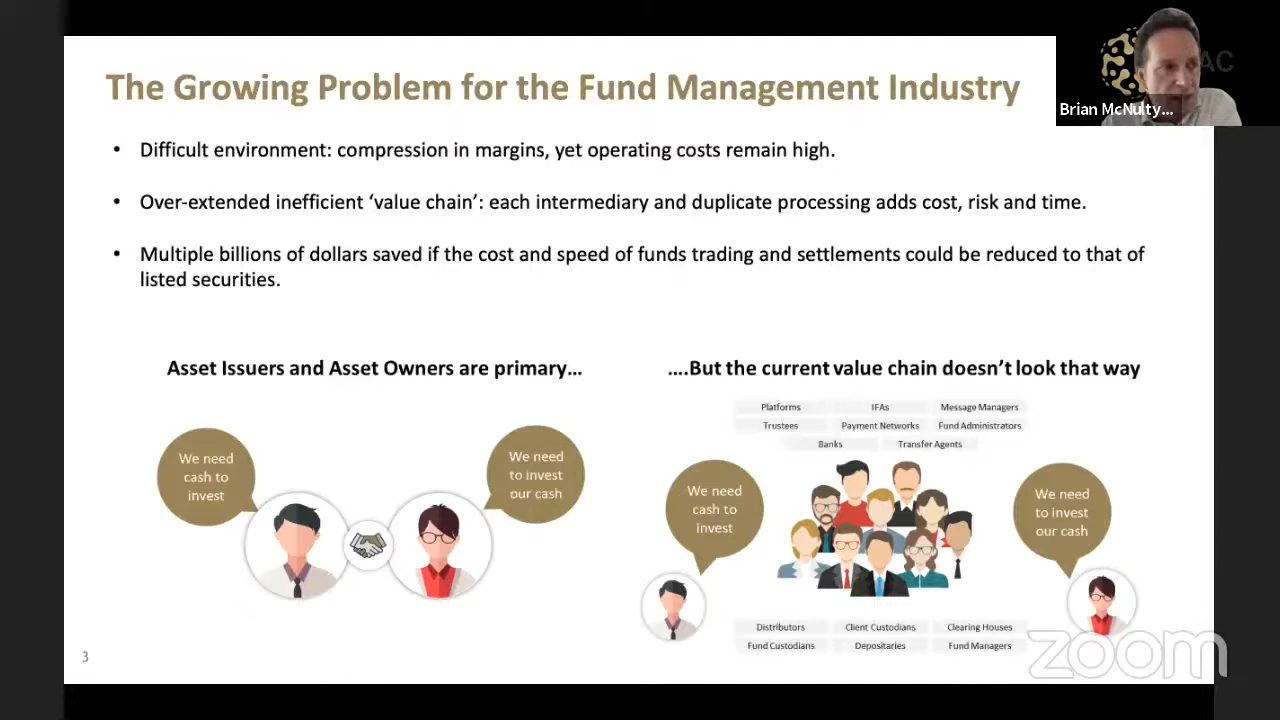 The Growing Problem for the Fund Management Industry
AC
Brian McNulty...
• Difficult environment: compression in margins, yet operating costs remain high.
• Over-extended inefficient ‘value chain’: each intermediary and duplicate processing adds cost, risk and time.
• Multiple billions of dollars saved if the cost and speed of funds trading and settlements could be reduced to that of
listed securities.
Asset Issuers and Asset Owners are primary...
We need
cash to
invest
We need
to invest
our cash
....But the current value chain doesn’t look that way
Platforms
IFAs
Message Managers
Trustees
Payment Networks
Fund Administrators
Banks
Transfer Agents
We need
cash to
invest
We need
to invest
our cash
Distributors
Client Custodians
Clearing Houses
Fund Custodians
Depositaries
Fund Managers
3
zoom